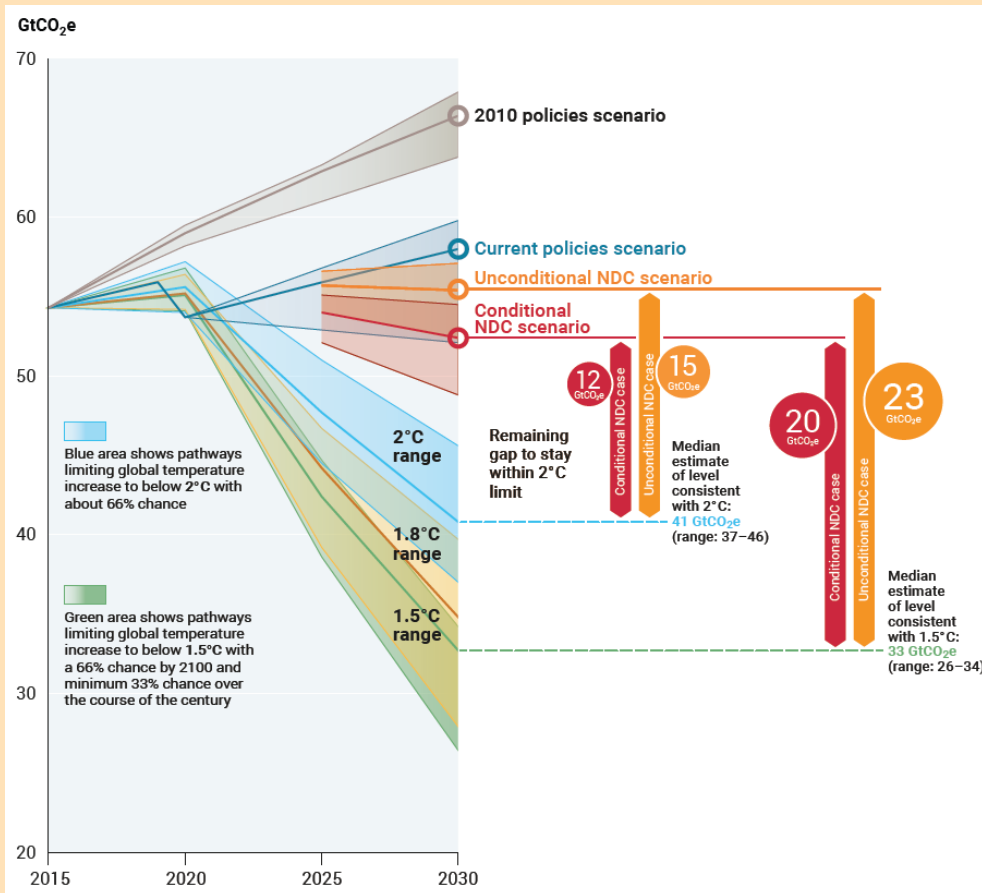 GtCO₂e
70
60
50
40
30
20
2015
2020
2025
2030
2010 policies scenario
Current policies scenario
Unconditional NDC scenario
Conditional
NDC scenario
2°C
range
1.8°C
range
1.5°C
range
Blue area shows pathways
limiting global temperature
increase to below 2°C with
about 66% chance
Green area shows pathways
limiting global temperature
increase to below 1.5°C with
a 66% chance by 2100 and
minimum 33% chance over
the course of the century
Remaining
gap to stay
within 2°C
limit
12
GtCO₂e
Conditional NDC case
Unconditional NDC case
15
GtCO₂e
Median
estimate
of level
consistent
with 2°C:
41 GtCO₂e
(range: 37–46)
20
GtCO₂e
Conditional NDC case
Unconditional NDC case
23
GtCO₂e
Median
estimate
of level
consistent
with 1.5°C:
33 GtCO₂e
(range: 26–34)